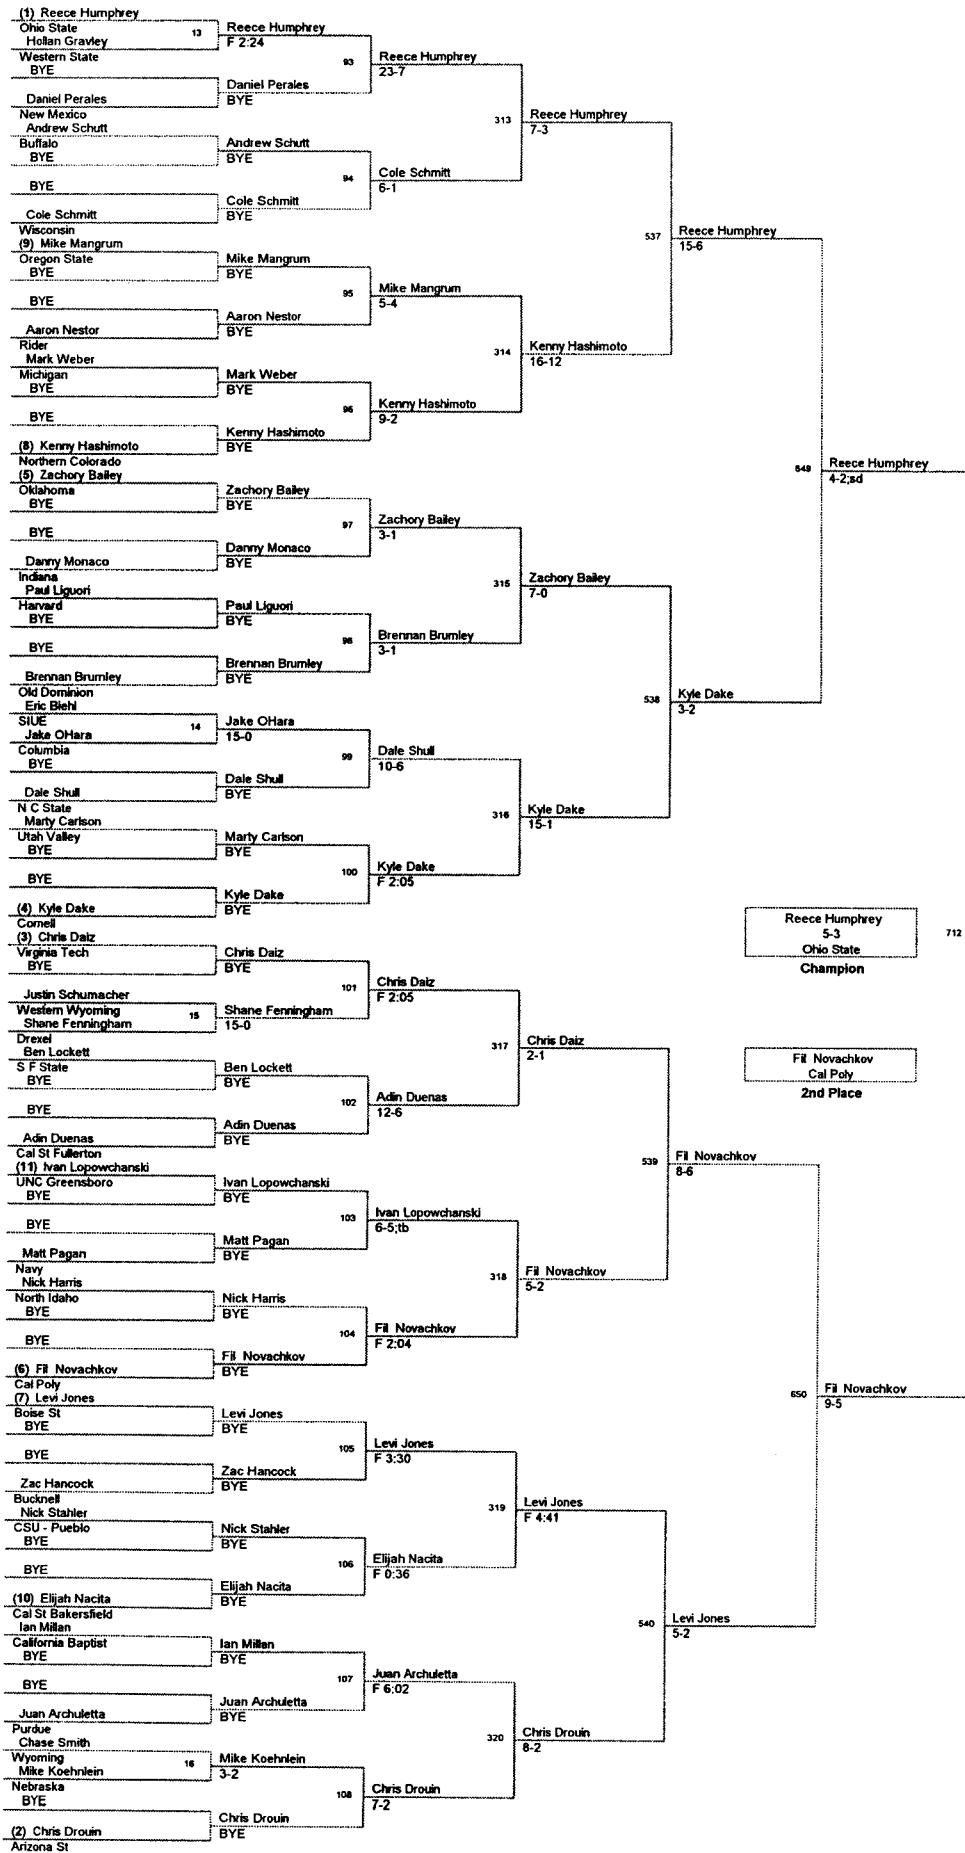 (1) Reece Humphrey
Ohio State
Hollan Gravley
Western State
BYE
Daniel Perales
New Mexico
Andrew Schutt
Buffalo
BYE
BYE
Cole Schmitt
Wisconsin
(9) Mike Mangrum
Oregon State
BYE
BYE
Aaron Nestor
Rider
Mark Weber
Michigan
BYE
BYE
(8) Kenny Hashimoto
Northern Colorado
(5) Zachory Bailey
Oklahoma
BYE
BYE
Danny Monaco
Indiana
Paul Liguori
Harvard
BYE
BYE
Brennan Brumley
Old Dominion
Eric Biehl
SIUE
Jake OHara
Columbia
BYE
Dale Shull
N C State
Marty Carlson
Utah Valley
BYE
BYE
(4) Kyle Dake
Cornell
(3) Chris Daiz
Virginia Tech
BYE
Justin Schumacher
Western Wyoming
Shane Fenningham
Drexel
Ben Lockett
S F State
BYE
BYE
Adin Duenas
Cal St Fullerton
(11) Ivan Lopowchanski
UNC Greensboro
BYE
BYE
Matt Pagan
Navy
Nick Harris
North Idaho
BYE
BYE
(6) Fil Novachkov
Cal Poly
(7) Levi Jones
Boise St
BYE
BYE
Zac Hancock
Bucknell
Nick Stahler
CSU - Pueblo
BYE
BYE
(10) Elijah Nacita
Cal St Bakersfield
Ian Millan
California Baptist
BYE
BYE
Juan Archuletta
Purdue
Chase Smith
Wyoming
Mike Koehnlein
Nebraska
BYE
(2) Chris Drouin
Arizona St
13
14
15
16
Reece Humphrey
F 2:24
Daniel Perales
BYE
Andrew Schutt
BYE
Cole Schmitt
BYE
Mike Mangrum
BYE
Aaron Nestor
BYE
Mark Weber
BYE
Kenny Hashimoto
BYE
Zachory Bailey
BYE
Danny Monaco
BYE
Paul Liguori
BYE
Brennan Brumley
BYE
Jake OHara
15-0
Dale Shull
BYE
Marty Carlson
BYE
Kyle Dake
BYE
Chris Daiz
BYE
Shane Fenningham
15-0
Ben Lockett
BYE
Adin Duenas
BYE
Ivan Lopowchanski
BYE
Matt Pagan
BYE
Nick Harris
BYE
Fil Novachkov
BYE
Levi Jones
BYE
Zac Hancock
BYE
Nick Stahler
BYE
Elijah Nacita
BYE
Ian Millan
BYE
Juan Archuletta
BYE
Mike Koehnlein
3-2
Chris Drouin
BYE
93
94
95
96
97
98
99
100
101
102
103
104
105
106
107
108
Reece Humphrey
23-7
Cole Schmitt
6-1
Mike Mangrum
5-4
Kenny Hashimoto
9-2
Zachory Bailey
3-1
Brennan Brumley
3-1
Dale Shull
10-6
Kyle Dake
F 2:05
Chris Daiz
F 2:05
Adin Duenas
12-6
Ivan Lopowchanski
6-5;tb
Fil Novachkov
F 2:04
Levi Jones
F 3:30
Elijah Nacita
F 0:36
Juan Archuletta
F 6:02
Chris Drouin
7-2
313
314
315
316
317
318
319
320
Reece Humphrey
7-3
Kenny Hashimoto
16-12
Zachory Bailey
7-0
Kyle Dake
15-1
Chris Daiz
2-1
Fil Novachkov
5-2
Levi Jones
F 4:41
Chris Drouin
8-2
537
538
539
540
Reece Humphrey
15-6
Kyle Dake
3-2
Fil Novachkov
8-6
Levi Jones
5-2
649
650
Reece Humphrey
4-2;sd
Fil Novachkov
9-5
Reece Humphrey
5-3
Ohio State
Champion
712
Fil Novachkov
Cal Poly
2nd Place